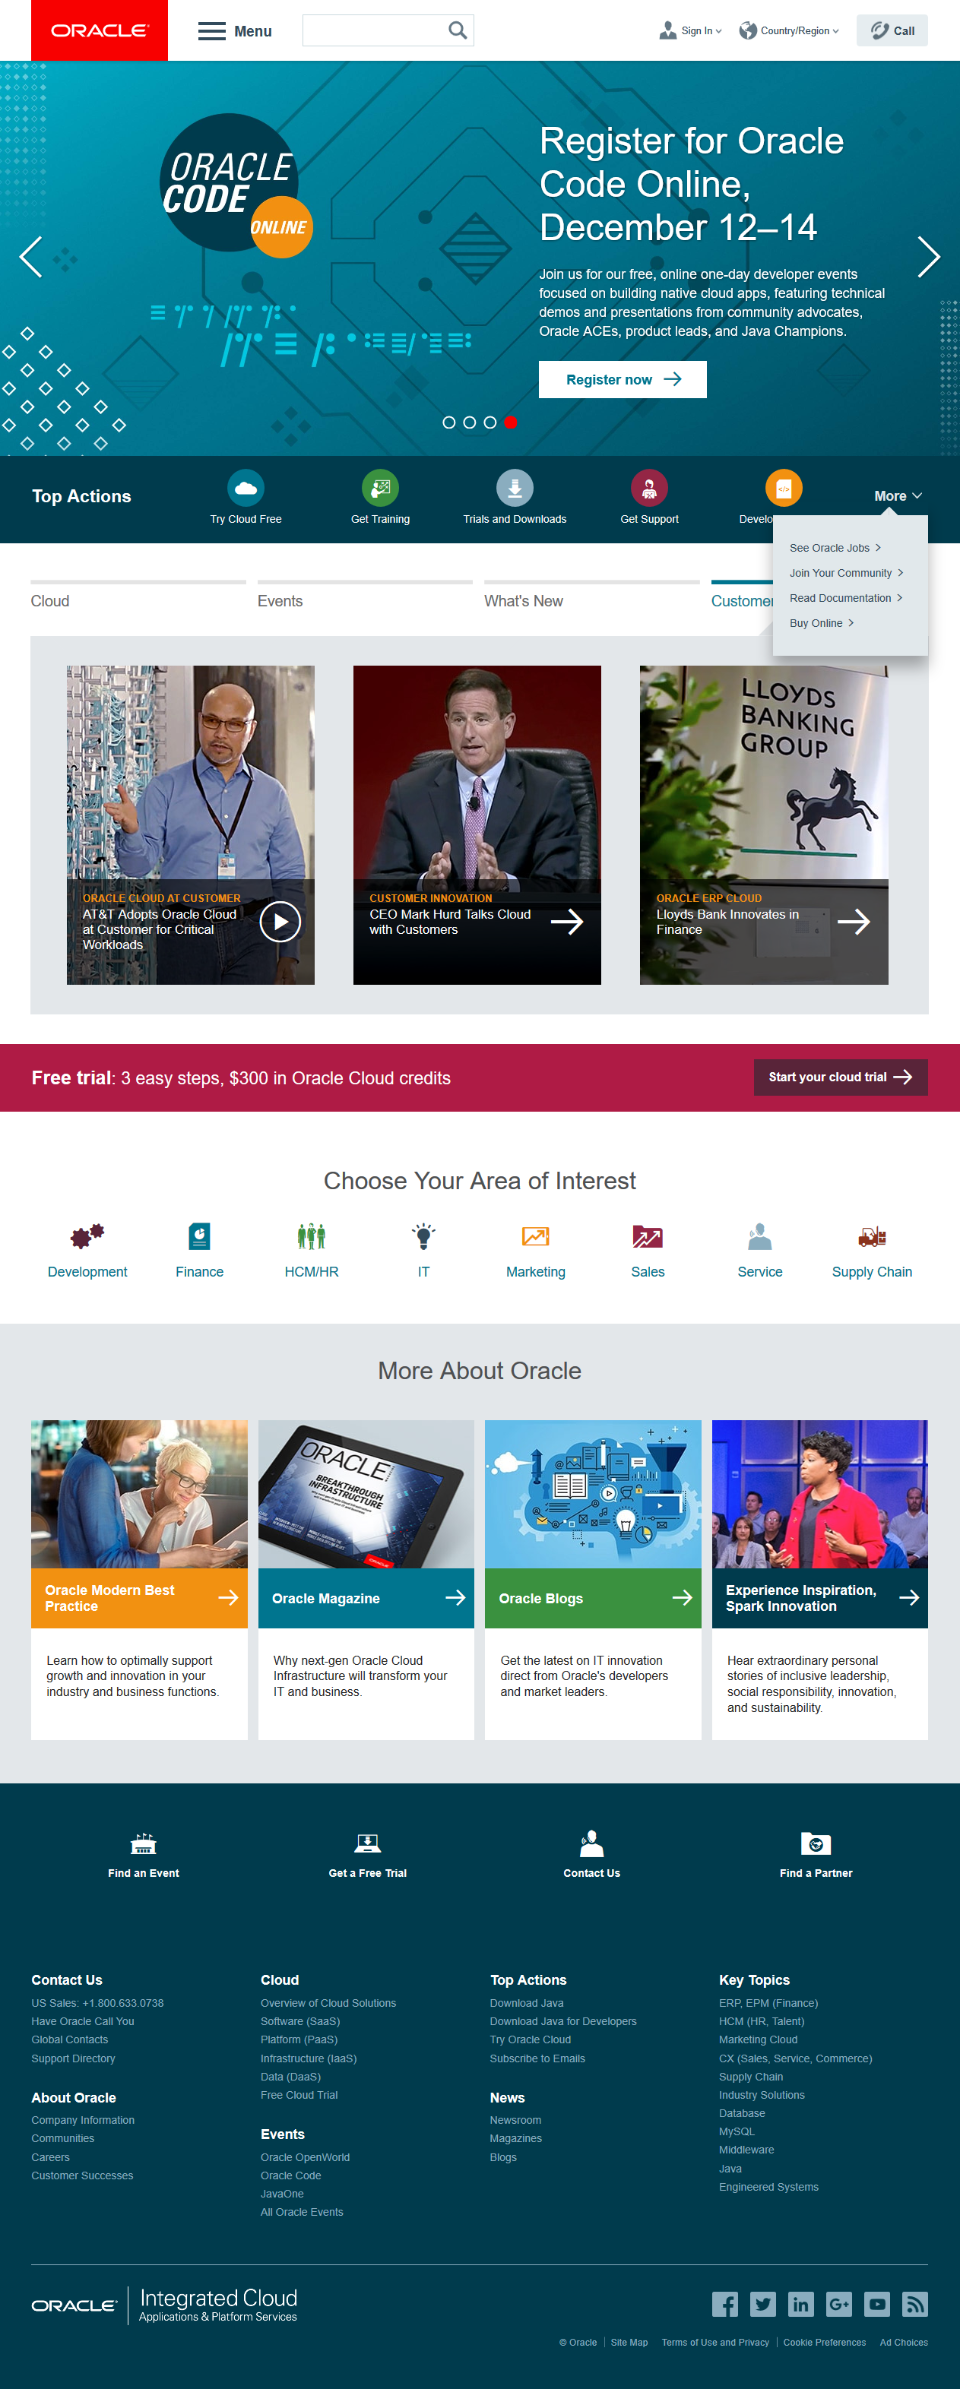 ORACLE
Menu
Sign In
Country/Region
Call
ORACLE
CODE
ONLINE
Register for Oracle
Code Online,
December 12–14
Join us for our free, online one-day developer events
focused on building native cloud apps, featuring technical
demos and presentations from community advocates,
Oracle ACEs, product leads, and Java Champions.
Register now
Top Actions
Try Cloud Free
Get Training
Trials and Downloads
Get Support
Develo
More
See Oracle Jobs
Join Your Community
Read Documentation
Buy Online
Cloud
Events
What's New
Custome
LLOYDS
BANKING
GROUP
ORACLE CLOUD AT CUSTOMER
AT&T Adopts Oracle Cloud
at Customer for Critical
Workloads
CUSTOMER INNOVATION
CEO Mark Hurd Talks Cloud
with Customers
ORACLE ERP CLOUD
Lloyds Bank Innovates in
Finance
Free trial: 3 easy steps, $300 in Oracle Cloud credits
Start your cloud trial
Choose Your Area of Interest
Development
Finance
HCM/HR
IT
Marketing
Sales
Service
Supply Chain
More About Oracle
ORACLE
BREAKTHROUGH
INFRASTRUCTURE
Oracle Modern Best
Practice
Oracle Magazine
Oracle Blogs
Experience Inspiration,
Spark Innovation
Learn how to optimally support
growth and innovation in your
industry and business functions.
Why next-gen Oracle Cloud
Infrastructure will transform your
IT and business.
Get the latest on IT innovation
direct from Oracle's developers
and market leaders.
Hear extraordinary personal
stories of inclusive leadership,
social responsibility, innovation,
and sustainability.
Find an Event
Get a Free Trial
Contact Us
Find a Partner
Contact Us
US Sales: +1.800.633.0738
Have Oracle Call You
Global Contacts
Support Directory
About Oracle
Company Information
Communities
Careers
Customer Successes
Cloud
Overview of Cloud Solutions
Software (SaaS)
Platform (PaaS)
Infrastructure (IaaS)
Data (DaaS)
Free Cloud Trial
Events
Oracle OpenWorld
Oracle Code
JavaOne
All Oracle Events
Top Actions
Download Java
Download Java for Developers
Try Oracle Cloud
Subscribe to Emails
News
Newsroom
Magazines
Blogs
Key Topics
ERP, EPM (Finance)
HCM (HR, Talent)
Marketing Cloud
CX (Sales, Service, Commerce)
Supply Chain
Industry Solutions
Database
MySQL
Middleware
Java
Engineered Systems
ORACLE
Integrated Cloud
Applications & Platform Services
© Oracle
Site Map
Terms of Use and Privacy
Cookie Preferences
Ad Choices